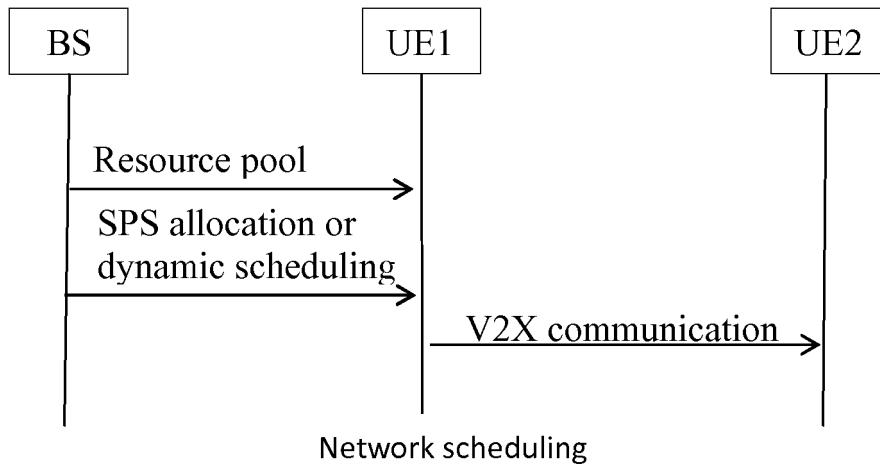 BS
UE1
UE2
Resource pool
SPS allocation or
dynamic scheduling
V2X communication
Network scheduling